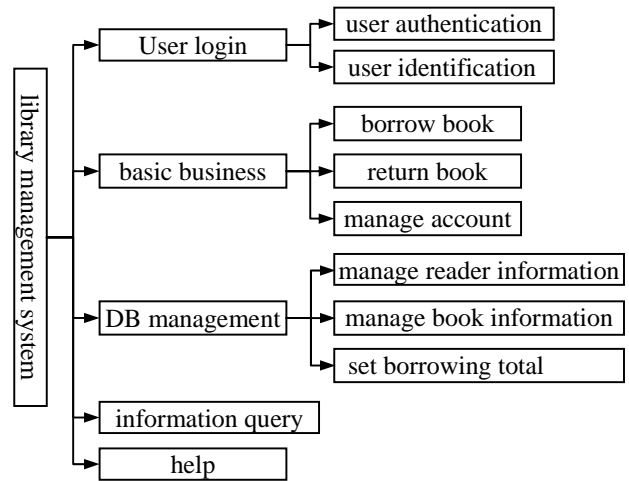 library management system
User login
user authentication
user identification
basic business
borrow book
return book
manage account
DB management
manage reader information
manage book information
set borrowing total
information query
help